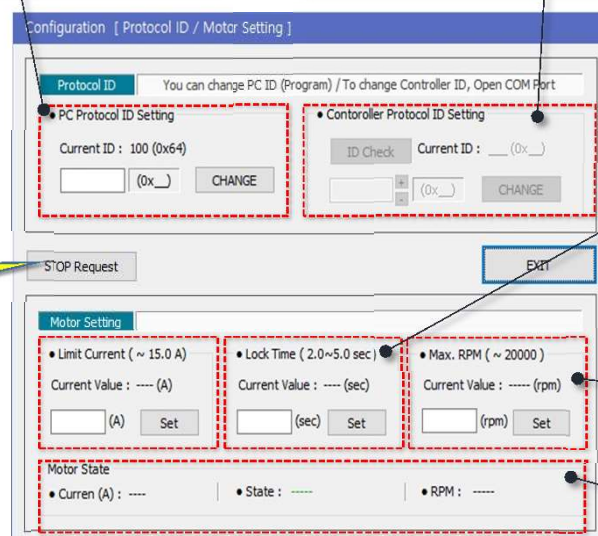 Configuration [ Protocol ID / Motor Setting ]
Protocol ID You can change PC ID (Program) / To change Controller ID, Open COM Port
• PC Protocol ID Setting
• Contoroller Protocol ID Setting
Current ID : 100 (0x64)
ID Check Current ID : __ (0x__)
(0x__) CHANGE
+
- (0x__) CHANGE
STOP Request
EXIT
Motor Setting
• Limit Current ( ~ 15.0 A)
• Lock Time ( 2.0~5.0 sec)
• Max. RPM ( ~ 20000 )
Current Value : ---- (A)
Current Value : ---- (sec)
Current Value : ----- (rpm)
(A) Set
(sec) Set
(rpm) Set
Motor State
• Curren (A) : ----
• State : -----
• RPM : -----